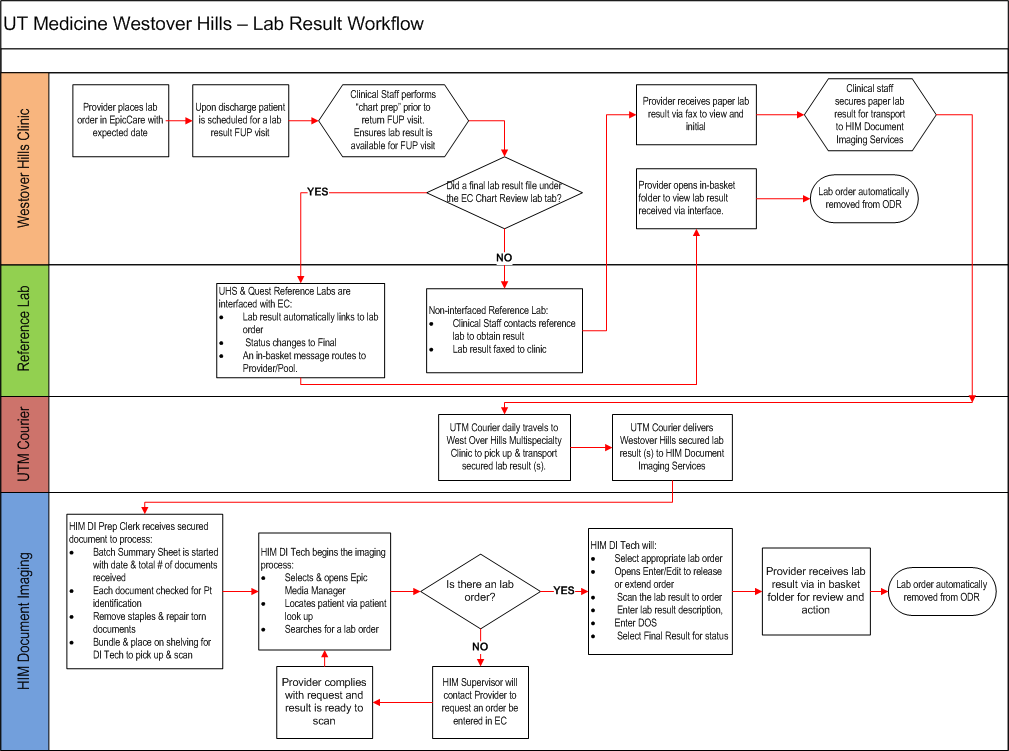 UT Medicine Westover Hills – Lab Result Workflow
Westover Hills Clinic
Provider places lab
order in EpicCare with
expected date
Upon discharge patient
is scheduled for a lab
result FUP visit
Clinical Staff performs
“chart prep” prior to
return FUP visit.
Ensures lab result is
available for FUP visit
Did a final lab result file under
the EC Chart Review lab tab?
YES
NO
Provider receives paper lab
result via fax to view and
initial
Clinical staff
secures paper lab
result for transport
to HIM Document
Imaging Services
Provider opens in-basket
folder to view lab result
received via interface.
Lab order automatically
removed from ODR
Reference Lab
UHS & Quest Reference Labs are
interfaced with EC:
• Lab result automatically links to lab
order
• Status changes to Final
• An in-basket message routes to
Provider/Pool.
Non-interfaced Reference Lab:
• Clinical Staff contacts reference
lab to obtain result
• Lab result faxed to clinic
UTM Courier
UTM Courier daily travels to
West Over Hills Multispecialty
Clinic to pick up & transport
secured lab result (s).
UTM Courier delivers
Westover Hills secured lab
result (s) to HIM Document
Imaging Services
HIM Document Imaging
HIM DI Prep Clerk receives secured
document to process:
• Batch Summary Sheet is started
with date & total # of documents
received
• Each document checked for Pt
identification
• Remove staples & repair torn
documents
• Bundle & place on shelving for
DI Tech to pick up & scan
HIM DI Tech begins the imaging
process:
• Selects & opens Epic
Media Manager
• Locates patient via patient
look up
• Searches for a lab order
Is there an lab
order?
YES
NO
HIM DI Tech will:
• Select appropriate lab order
• Opens Enter/Edit to release
or extend order
• Scan the lab result to order
• Enter lab result description,
• Enter DOS
• Select Final Result for status
Provider receives lab
result via in basket
folder for review and
action
Lab order automatically
removed from ODR
HIM Supervisor will
contact Provider to
request an order be
entered in EC
Provider complies
with request and
result is ready to
scan